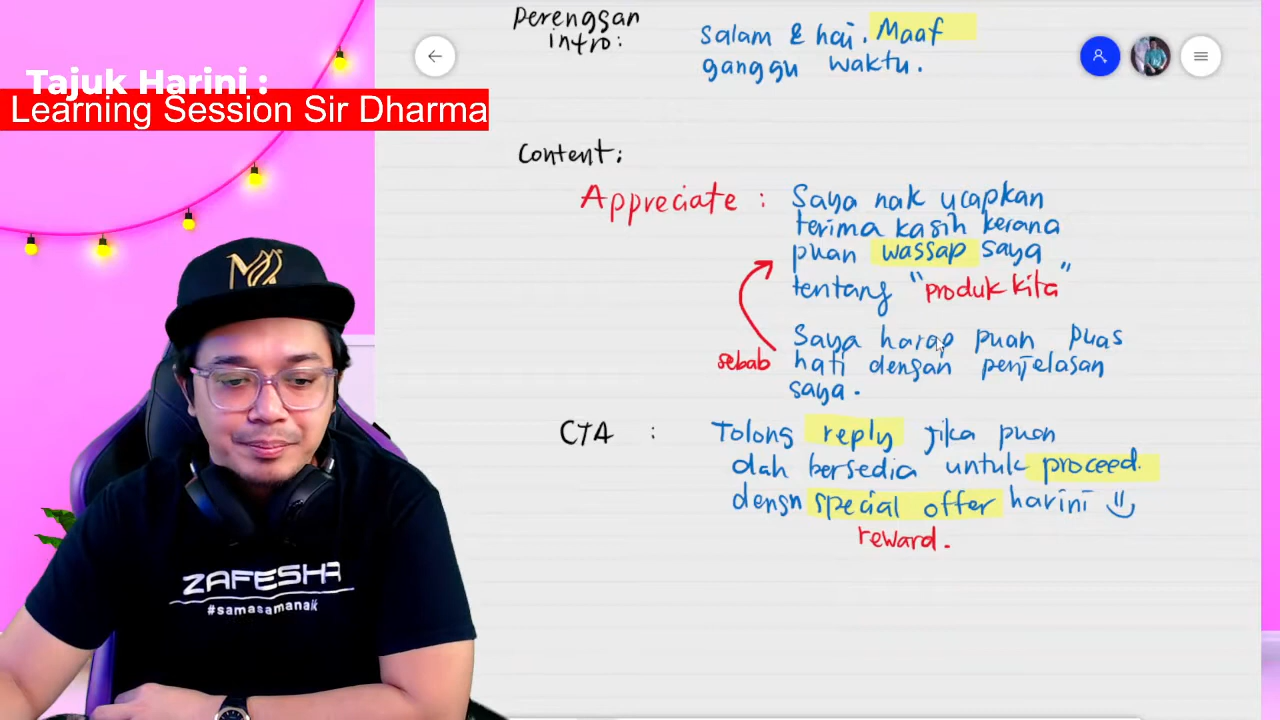 Tajuk Harini :
Learning Session Sir Dharma
ZAFESHA
#samasamanaik
Perenggan
intro:
Salam & hai. Maaf
ganggu waktu.
Content:
Appreciate :
Saya nak ucapkan
terima kasih kerana
puan wassap saya
tentang "produk kita"
sebab
Saya harap puan puas
hati dengan penjelasan
saya.
CTA :
Tolong reply jika puan
dah bersedia untuk proceed.
dengn special offer harini
reward.